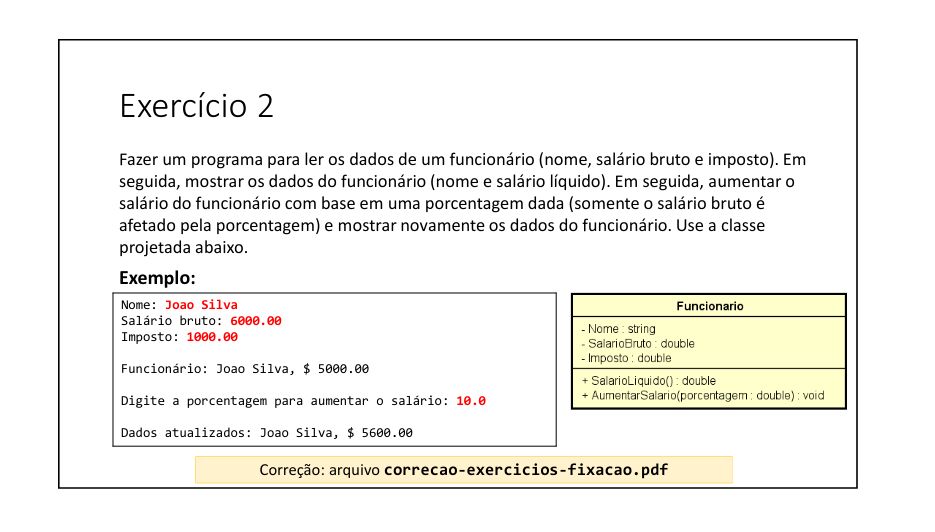 Exercício 2
Fazer um programa para ler os dados de um funcionário (nome, salário bruto e imposto). Em
seguida, mostrar os dados do funcionário (nome e salário líquido). Em seguida, aumentar o
salário do funcionário com base em uma porcentagem dada (somente o salário bruto é
afetado pela porcentagem) e mostrar novamente os dados do funcionário. Use a classe
projetada abaixo.
Exemplo:
Nome: Joao Silva
Salário bruto: 6000.00
Imposto: 1000.00
Funcionário: Joao Silva, $ 5000.00
Digite a porcentagem para aumentar o salário: 10.0
Dados atualizados: Joao Silva, $ 5600.00
Funcionario
- Nome : string
- SalarioBruto : double
- Imposto : double
+ SalarioLiquido() : double
+ AumentarSalario(porcentagem : double) : void
Correção: arquivo correcao-exercicios-fixacao.pdf